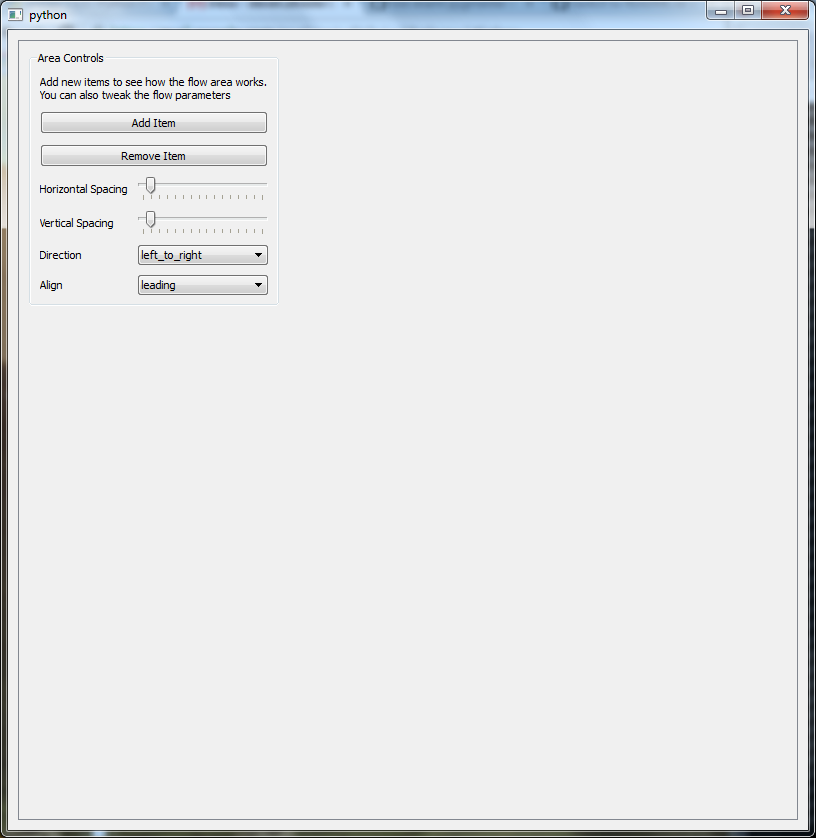 python
Area Controls
Add new items to see how the flow area works.
You can also tweak the flow parameters
Add Item
Remove Item
Horizontal Spacing
Vertical Spacing
Direction
left_to_right
Align
leading